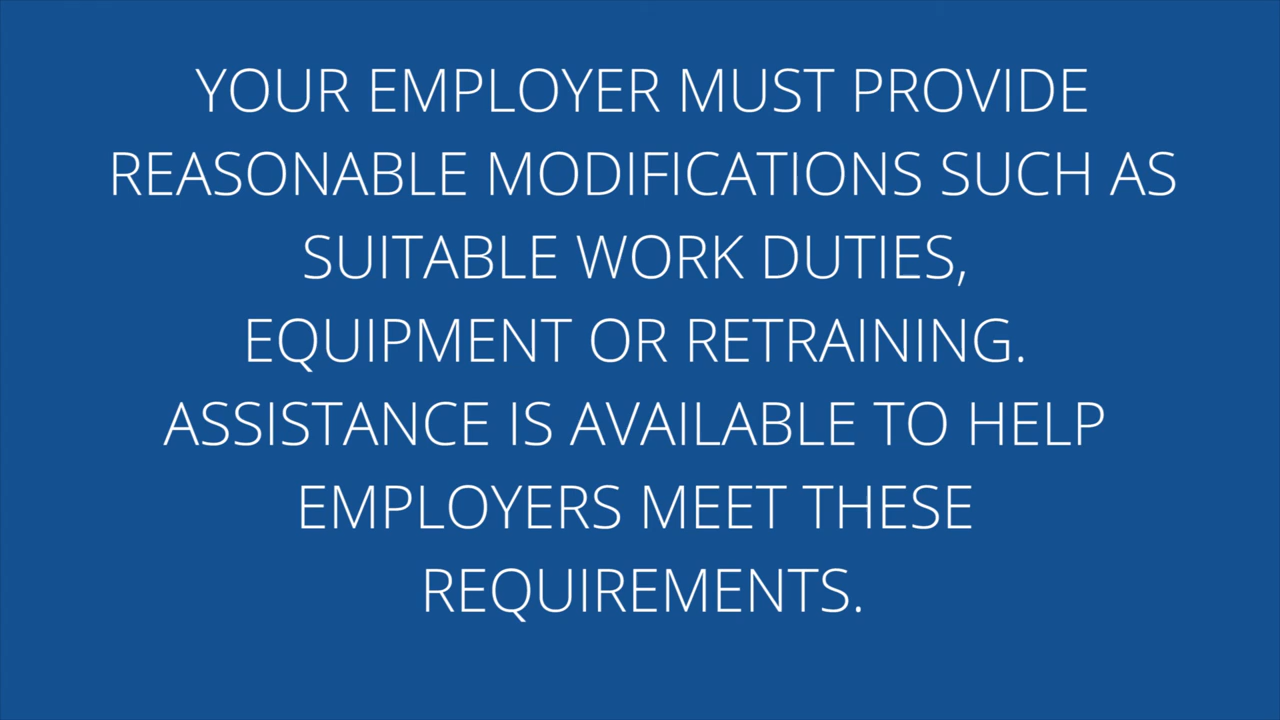 YOUR EMPLOYER MUST PROVIDE
REASONABLE MODIFICATIONS SUCH AS
SUITABLE WORK DUTIES,
EQUIPMENT OR RETRAINING.
ASSISTANCE IS AVAILABLE TO HELP
EMPLOYERS MEET THESE
REQUIREMENTS.